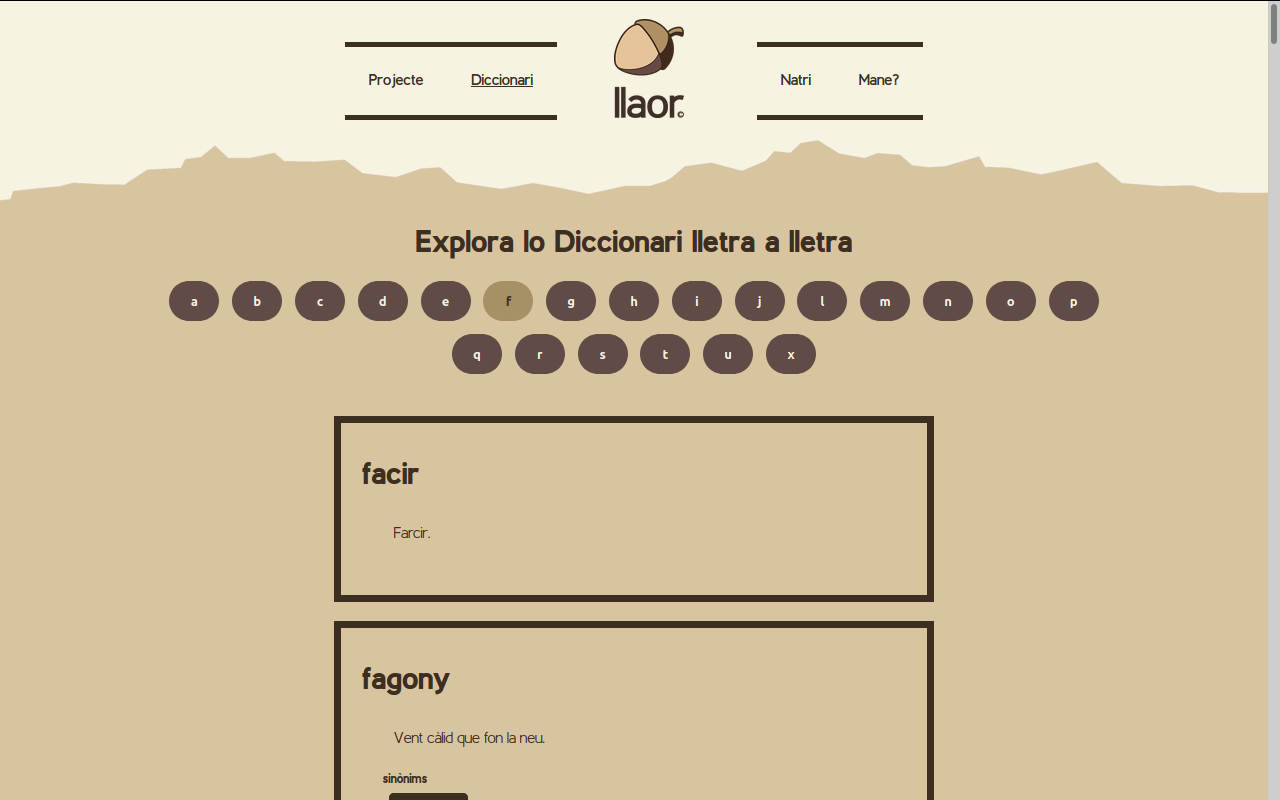 Projecte Diccionari
llaor©
Natri Mane?
Explora lo Diccionari lletra a lletra
a b c d e f g h i j l m n o p
q r s t u x
facir
Farcir.
fagony
Vent càlid que fon la neu.
sinònims